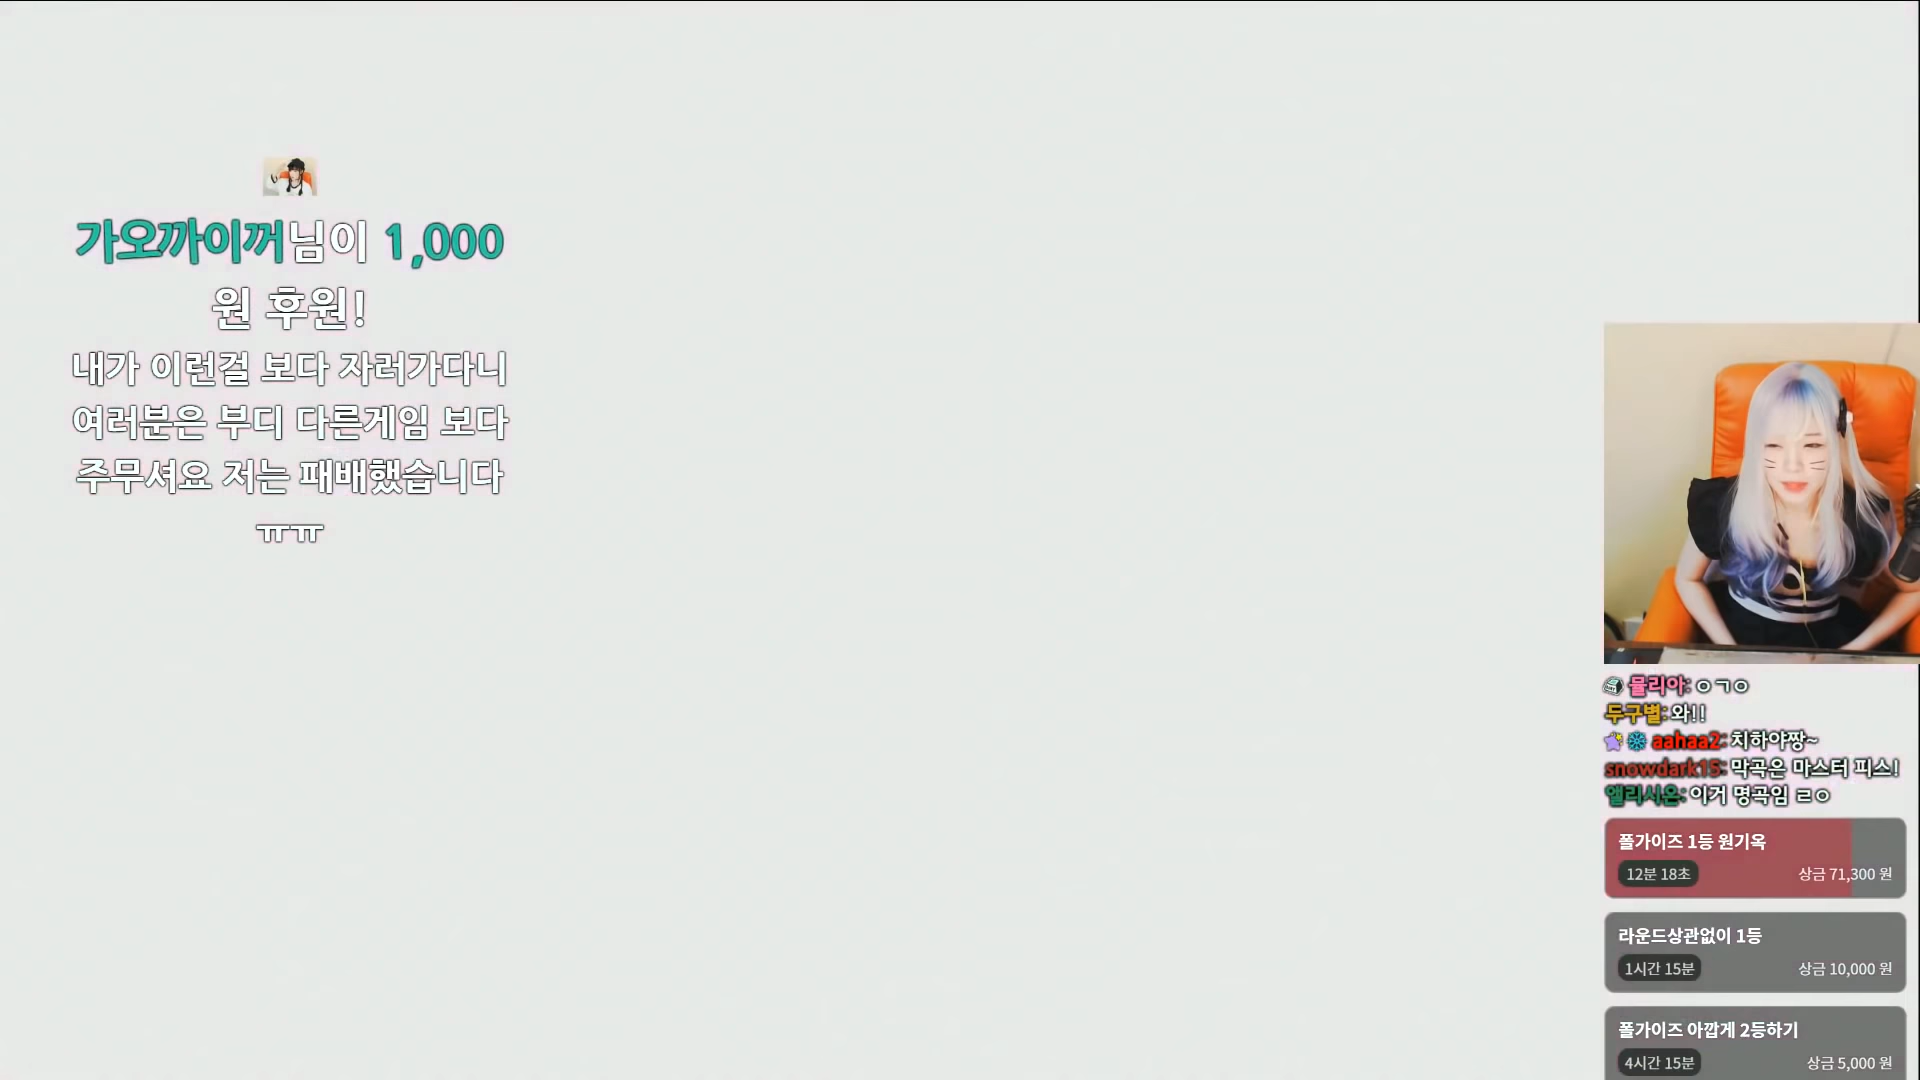 가오까이꺼님이 1,000
원 후원!
내가 이런걸 보다 자러가다니
여러분은 부디 다른게임 보다
주무셔요 저는 패배했습니다
ㅠㅠ
뮬리아: ㅇㄱㅇ
두구별: 와!!
aahaa2: 치하야짱~
snowdark15: 막곡은 마스터 피스!
앨리시온: 이거 명곡임 ㄹㅇ
폴가이즈 1등 원기옥
12분 18초 상금 71,300 원
라운드상관없이 1등
1시간 15분 상금 10,000 원
폴가이즈 아깝게 2등하기
4시간 15분 상금 5,000 원